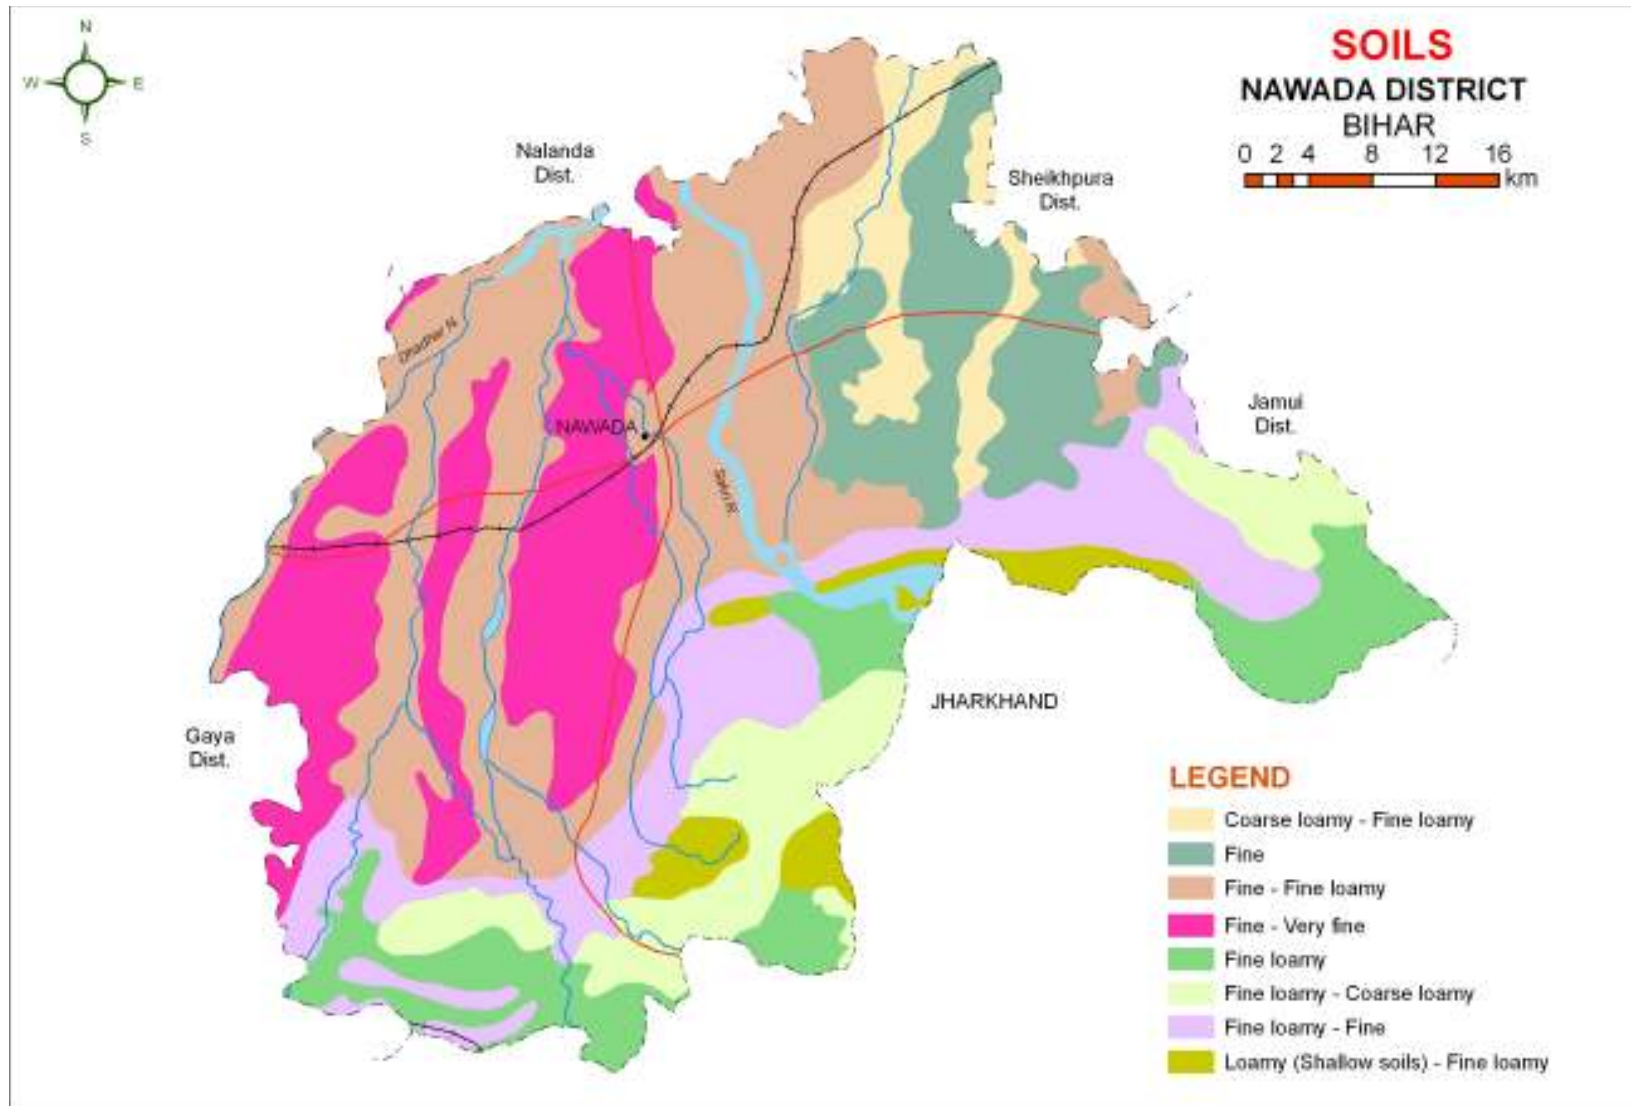 N
W
E
S
SOILS
NAWADA DISTRICT
BIHAR
0 2 4 8 12 16
km
Nalanda
Dist.
Sheikhpura
Dist.
Dhadhar N.
Jamui
Dist.
NAWADA
Sakri R.
JHARKHAND
Gaya
Dist.
LEGEND
Coarse loamy - Fine loamy
Fine
Fine - Fine loamy
Fine - Very fine
Fine loamy
Fine loamy - Coarse loamy
Fine loamy - Fine
Loamy (Shallow soils) - Fine loamy